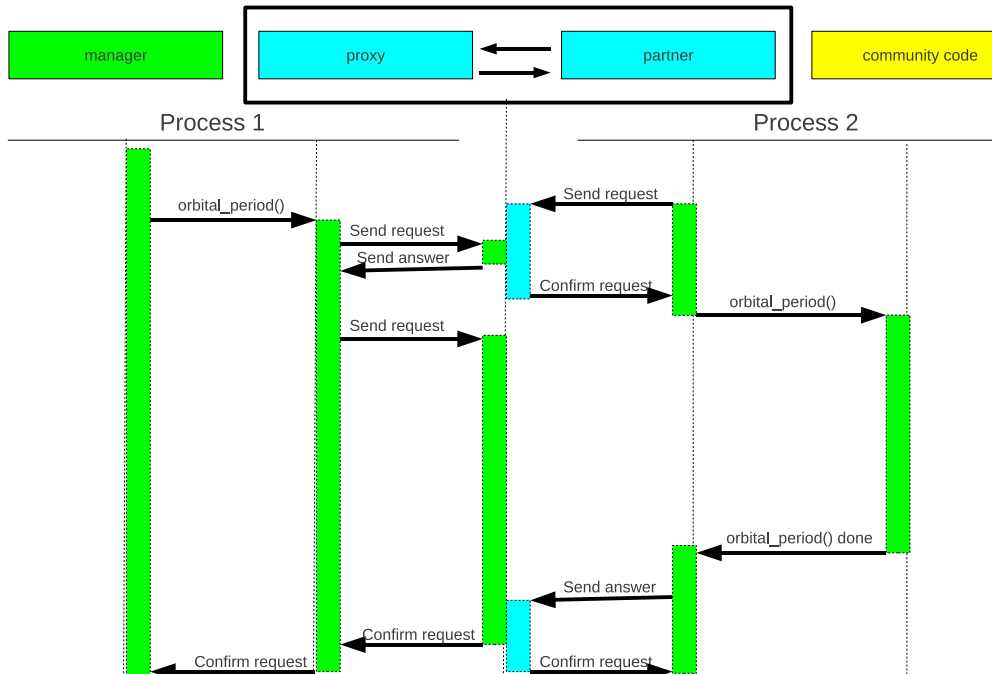 manager
proxy
partner
community code
Process 1
Process 2
Send request
orbital_period()
Send request
Send answer
Confirm request
orbital_period()
Send request
orbital_period() done
Send answer
Confirm request
Confirm request
Confirm request